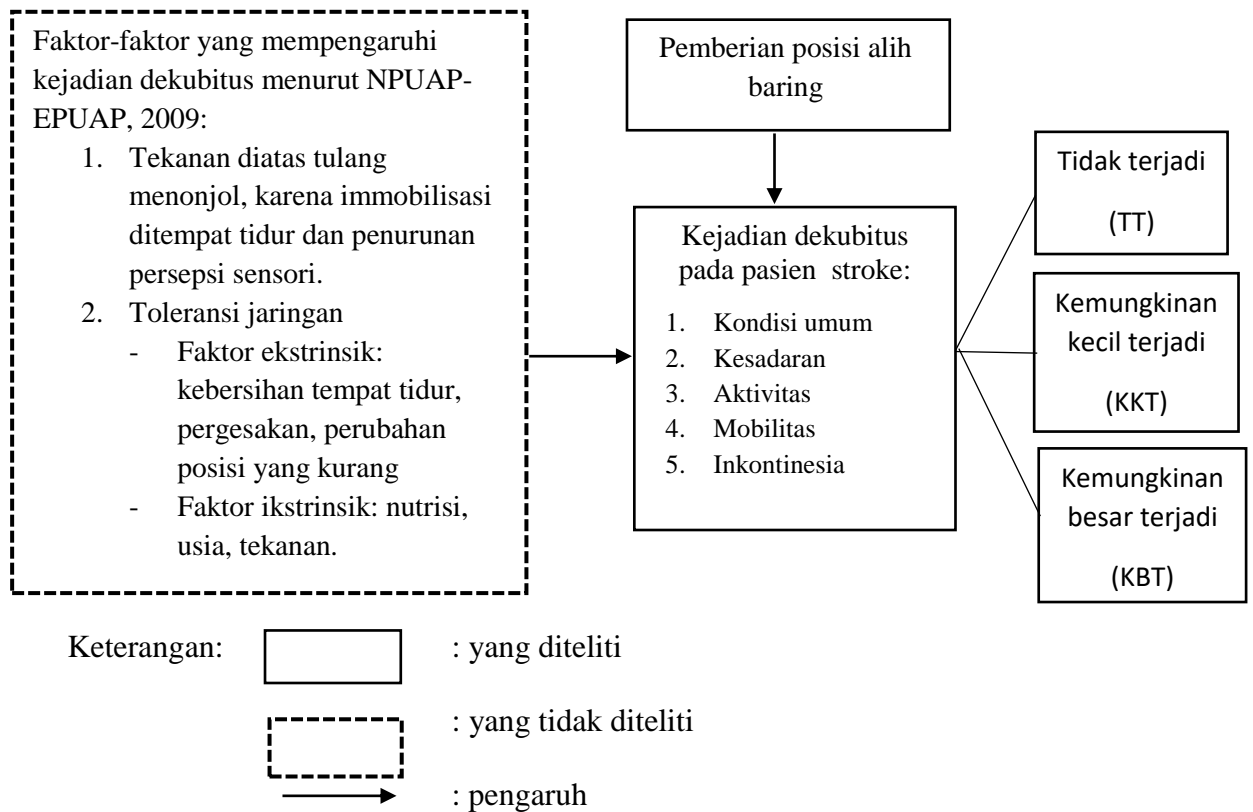 Faktor-faktor yang mempengaruhi
kejadian dekubitus menurut NPUAP-
EPUAP, 2009:
1. Tekanan diatas tulang
menonjol, karena immobilisasi
ditempat tidur dan penurunan
persepsi sensori.
2. Toleransi jaringan
- Faktor ekstrinsik:
kebersihan tempat tidur,
pergesakan, perubahan
posisi yang kurang
- Faktor ikstrinsik: nutrisi,
usia, tekanan.
Pemberian posisi alih
baring
Kejadian dekubitus
pada pasien stroke:
1. Kondisi umum
2. Kesadaran
3. Aktivitas
4. Mobilitas
5. Inkontinesia
Tidak terjadi
(TT)
Kemungkinan
kecil terjadi
(KKT)
Kemungkinan
besar terjadi
(KBT)
Keterangan:
: yang diteliti
: yang tidak diteliti
: pengaruh